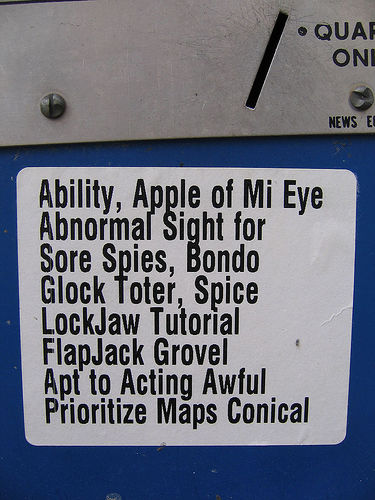 QUAR
ONL
NEWS
Ability, Apple of Mi Eye
Abnormal Sight for
Sore Spies, Bondo
Glock Toter, Spice
LockJaw Tutorial
FlapJack Grovel
Apt to Acting Awful
Prioritize Maps Conical